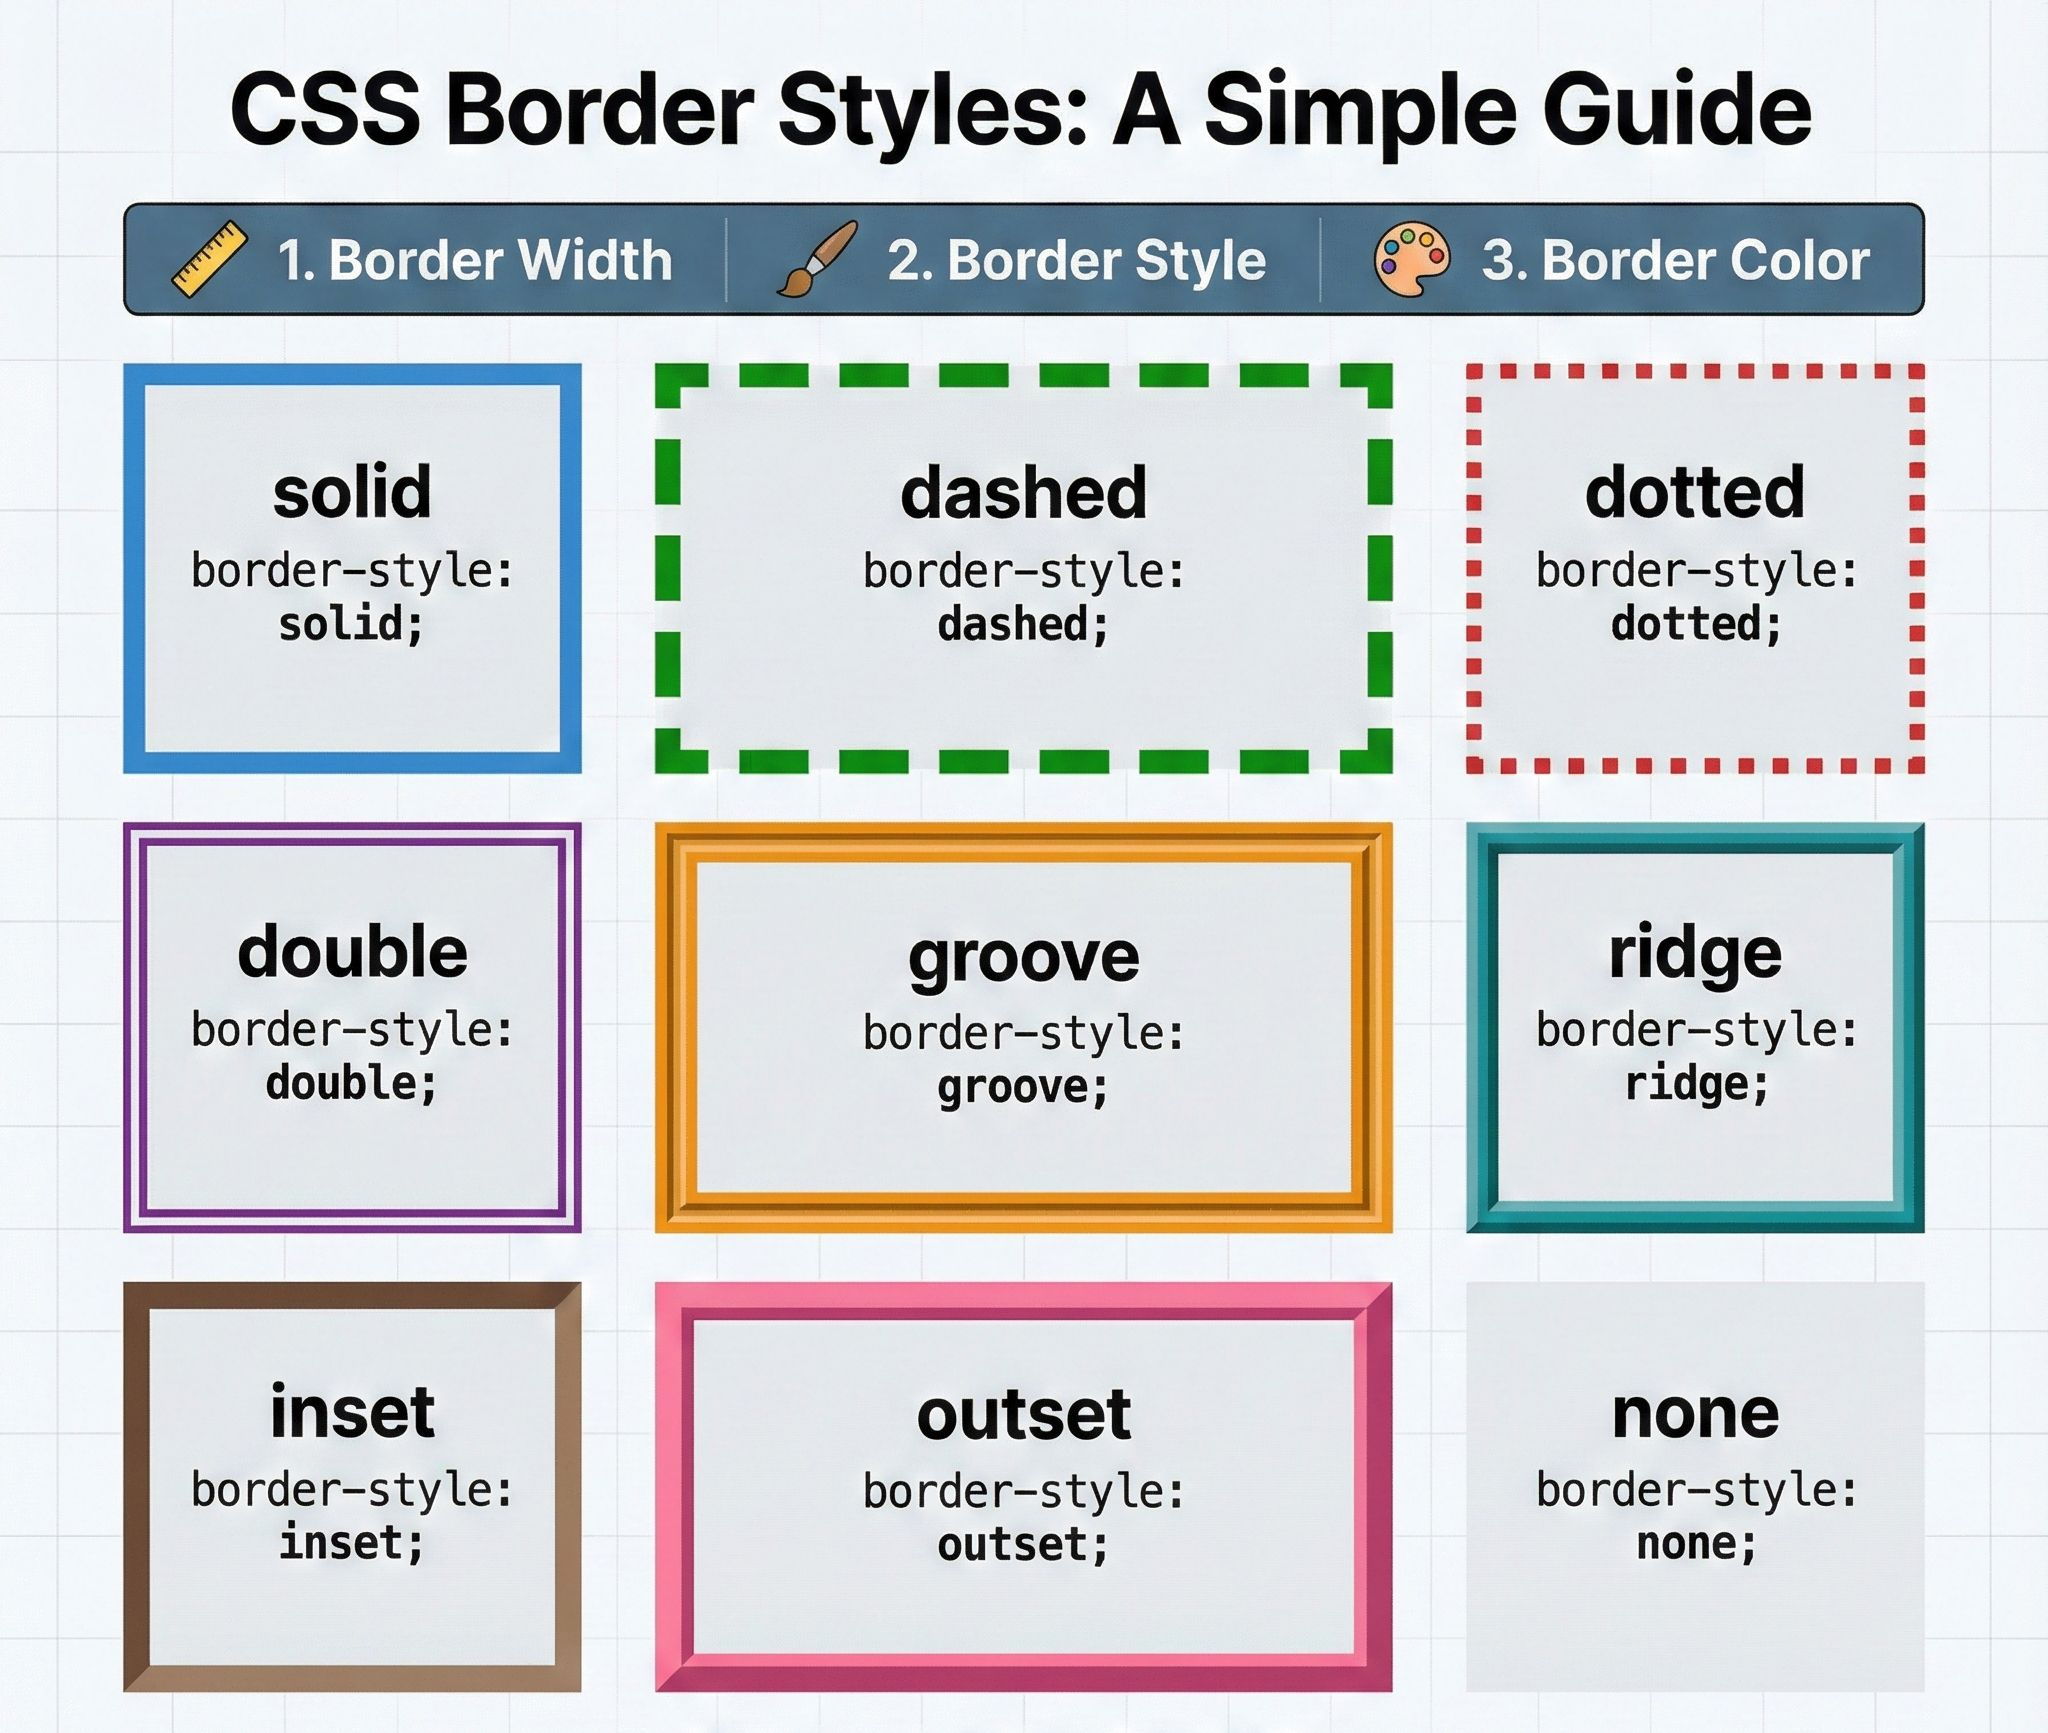 CSS Border Styles: A Simple Guide
1. Border Width
2. Border Style
3. Border Color
solid
border-style:
solid;
dashed
border-style:
dashed;
dotted
border-style:
dotted;
double
border-style:
double;
groove
border-style:
groove;
ridge
border-style:
ridge;
inset
border-style:
inset;
outset
border-style:
outset;
none
border-style:
none;